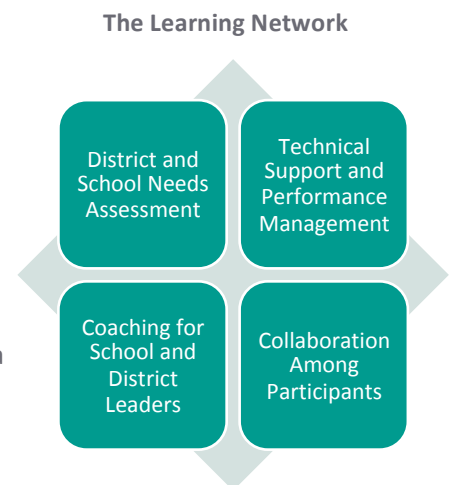 The Learning Network
District and
School Needs
Assessment
Technical
Support and
Performance
Management
Coaching for
School and
District
Leaders
Collaboration
Among
Participants